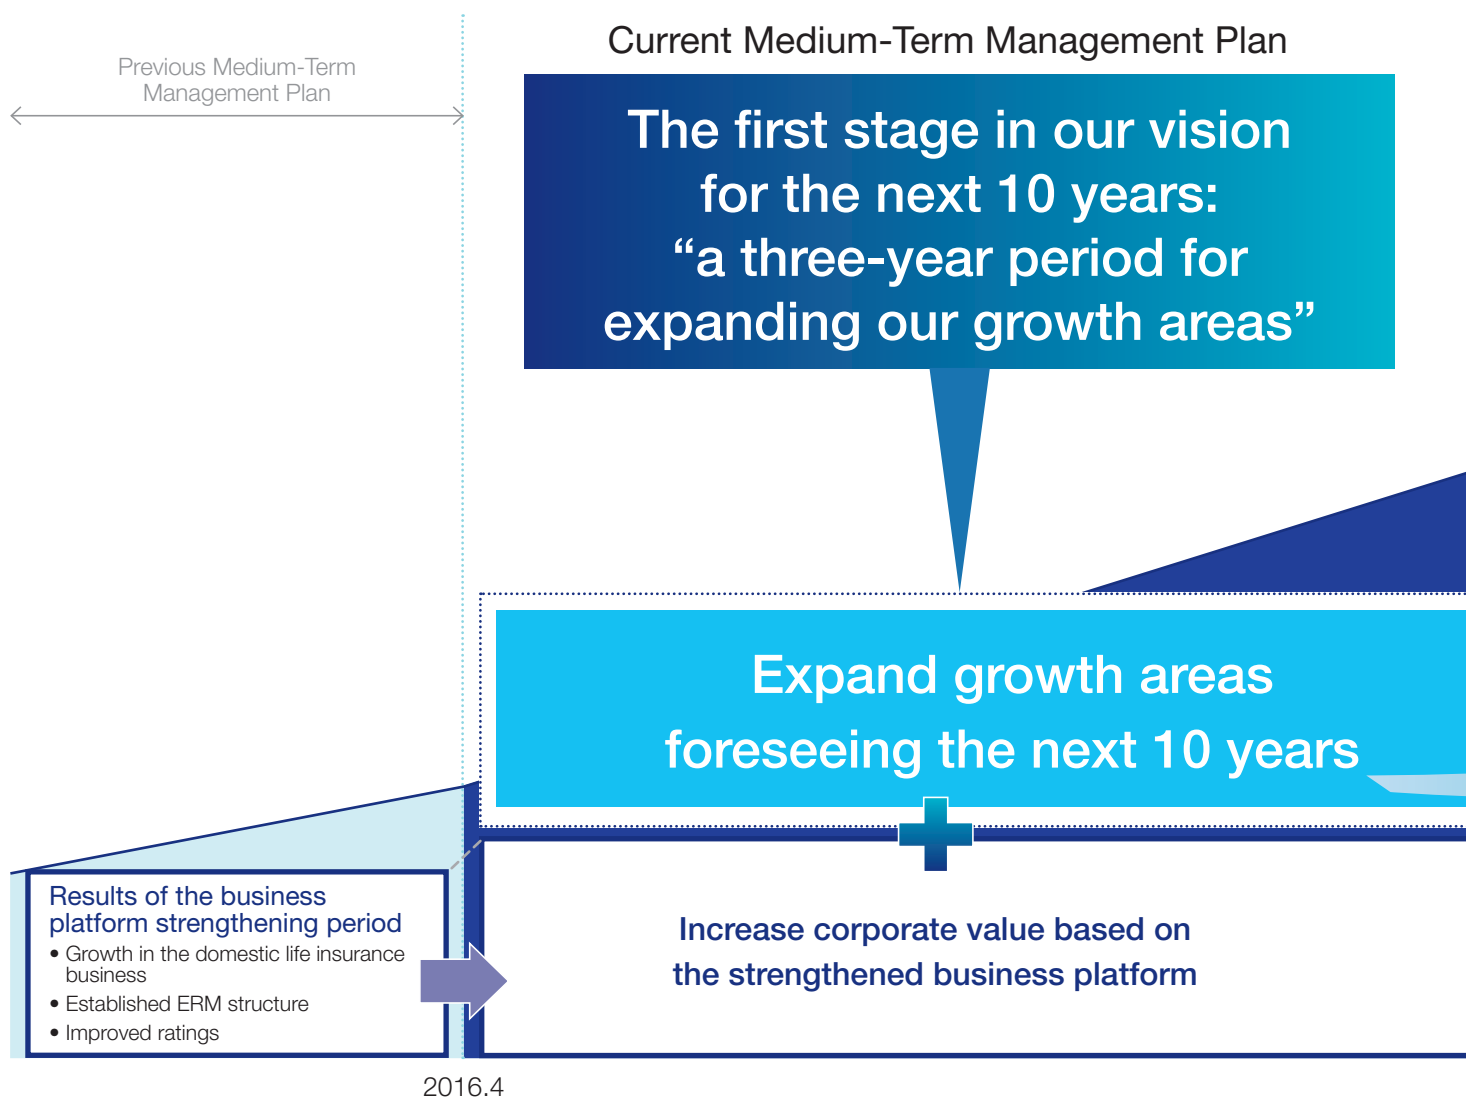 Previous Medium-Term
Management Plan
Current Medium-Term Management Plan
The first stage in our vision
for the next 10 years:
“a three-year period for
expanding our growth areas”
Expand growth areas
foreseeing the next 10 years
Results of the business
platform strengthening period
• Growth in the domestic life insurance
business
• Established ERM structure
• Improved ratings
Increase corporate value based on
the strengthened business platform
2016.4